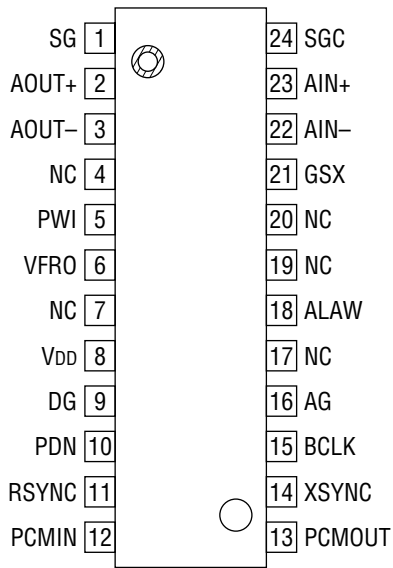 SG 1 24 SGC
AOUT+ 2 23 AIN+
AOUT– 3 22 AIN–
NC 4 21 GSX
PWI 5 20 NC
VFRO 6 19 NC
NC 7 18 ALAW
VDD 8 17 NC
DG 9 16 AG
PDN 10 15 BCLK
RSYNC 11 14 XSYNC
PCMIN 12 13 PCMOUT